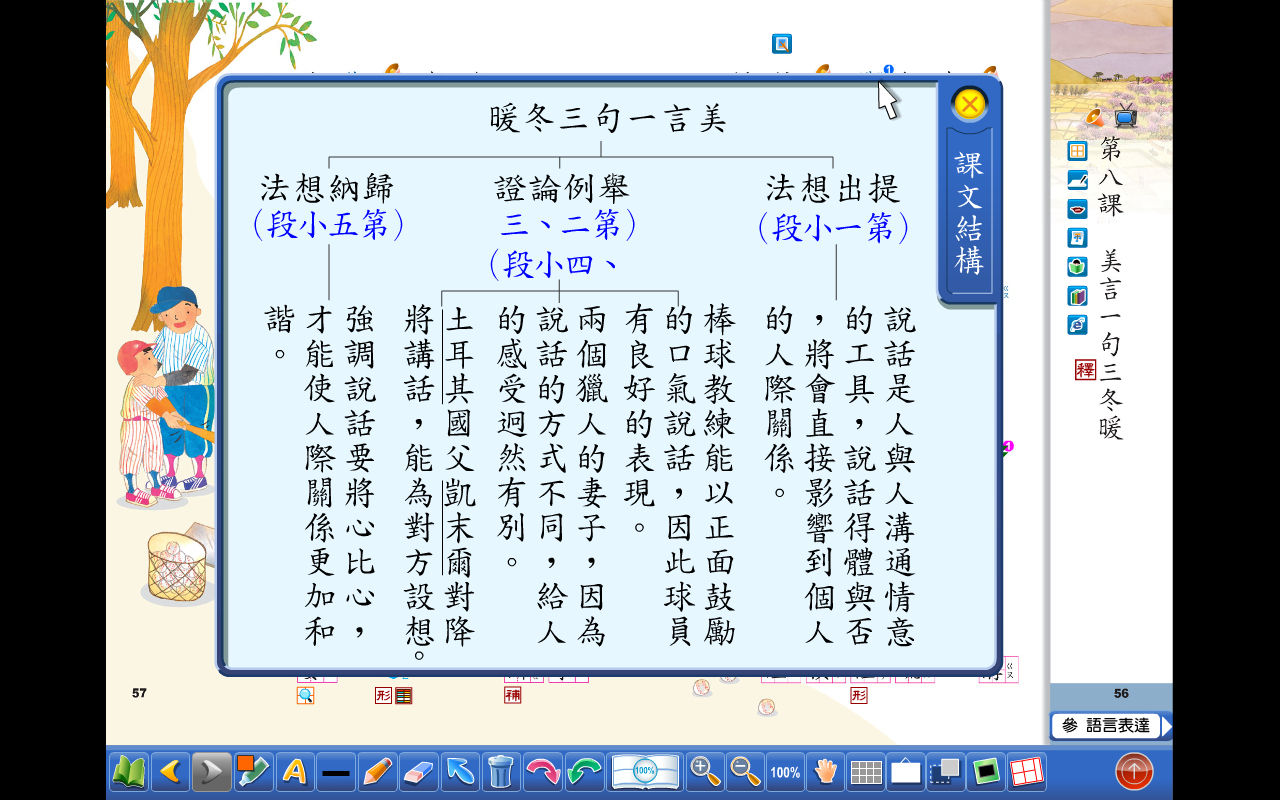 第八課 美言一句三冬暖
釋
課文結構
美言一句三冬暖
提出想法
(第一小段)
說話是人與人溝通情意
的工具，說話得體與否
，將會直接影響到個人
的人際關係。
舉例論證
(第二、三
、四小段)
棒球教練能以正面鼓勵
的口氣說話，因此球員
有良好的表現。
兩個獵人的妻子，因為
說話的方式不同，給人
的感受迥然有別。
土耳其國父凱末爾對降
將講話，能為對方設想。
歸納想法
(第五小段)
強調說話要將心比心，
才能使人際關係更加和
諧。
形
補
形
57
56
參 語言表達
100%
100%